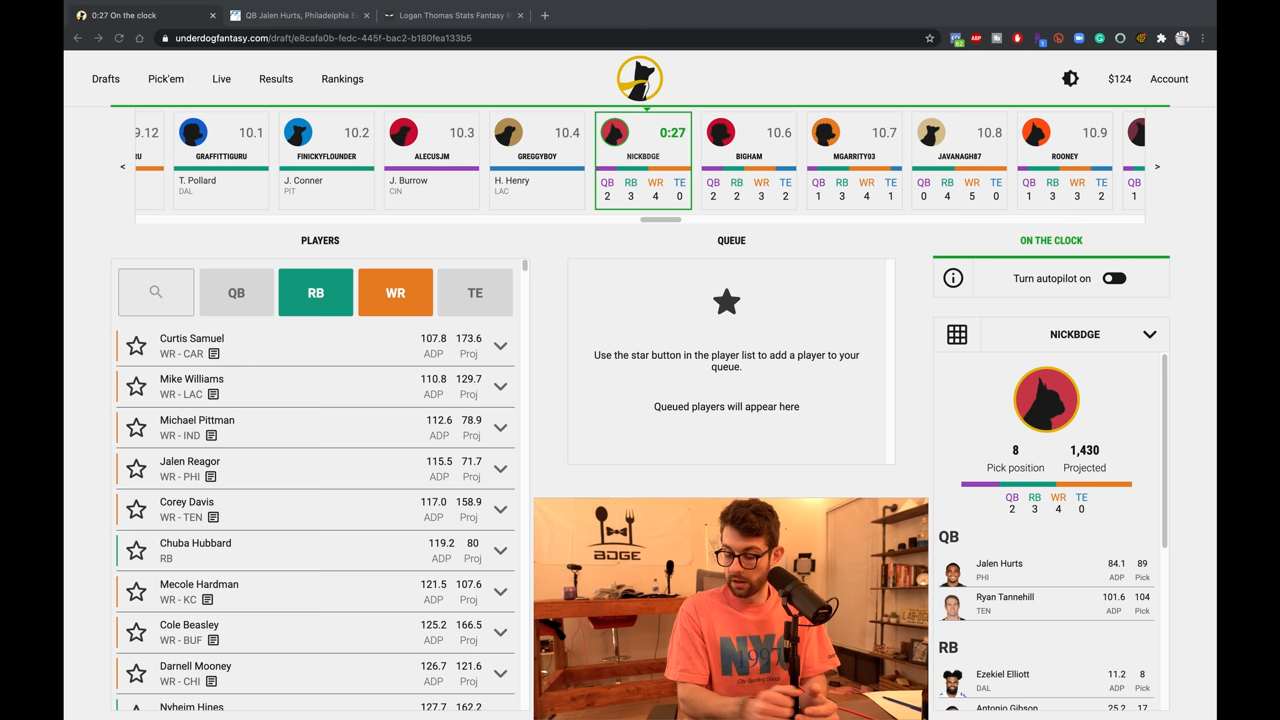 0:27 On the clock
QB Jalen Hurts, Philadelphia E
Logan Thomas Stats Fantasy R
underdogfantasy.com/draft/e8cafa0b-fedc-445f-bac2-b180fea133b5
Drafts Pick'em Live Results Rankings
$124 Account
9.12 10.1 10.2 10.3 10.4 0:27 10.6 10.7 10.8 10.9
RU GRAFFITIGURU FINICKYFLOUNDER ALECUSJM GREGGYBOY NICKBDGE BIGHAM MGARRITY03 JAVANAGH87 ROONEY
T. Pollard J. Conner J. Burrow H. Henry QB RB WR TE QB RB WR TE QB RB WR TE QB RB WR TE QB RB WR TE QB
DAL PIT CIN LAC 2 3 4 0 2 2 3 2 1 3 4 1 0 4 5 0 1 3 3 2 1
< >
PLAYERS
QB RB WR TE
Curtis Samuel 107.8 173.6
WR - CAR ADP Proj
Mike Williams 110.8 129.7
WR - LAC ADP Proj
Michael Pittman 112.6 78.9
WR - IND ADP Proj
Jalen Reagor 115.5 71.7
WR - PHI ADP Proj
Corey Davis 117.0 158.9
WR - TEN ADP Proj
Chuba Hubbard 119.2 80
RB ADP Proj
Mecole Hardman 121.5 107.6
WR - KC ADP Proj
Cole Beasley 125.2 166.5
WR - BUF ADP Proj
Darnell Mooney 126.7 121.6
WR - CHI ADP Proj
Nyheim Hines 127.7 162.2
QUEUE
Use the star button in the player list to add a player to your
queue.
Queued players will appear here
BDGE
NYC
1997
ON THE CLOCK
Turn autopilot on
NICKBDGE
8 1,430
Pick position Projected
QB RB WR TE
2 3 4 0
QB
Jalen Hurts 84.1 89
PHI ADP Pick
Ryan Tannehill 101.6 104
TEN ADP Pick
RB
Ezekiel Elliott 11.2 8
DAL ADP Pick
Antonio Gibson 25.2 17